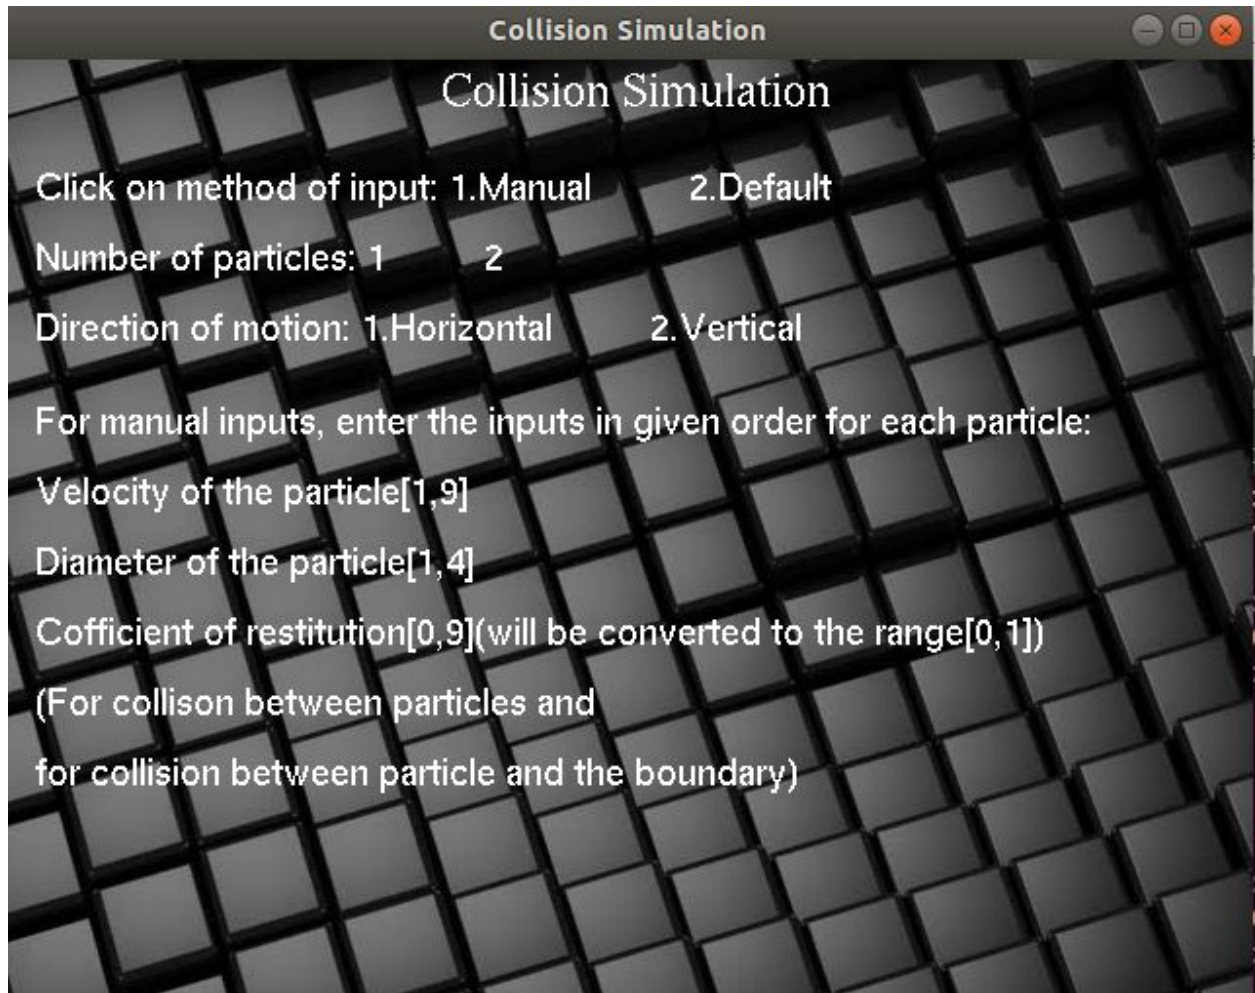 Collision Simulation
Collision Simulation
Click on method of input: 1.Manual 2.Default
Number of particles: 1 2
Direction of motion: 1.Horizontal 2.Vertical
For manual inputs, enter the inputs in given order for each particle:
Velocity of the particle[1,9]
Diameter of the particle[1,4]
Cofficient of restitution[0,9](will be converted to the range[0,1])
(For collison between particles and
for collision between particle and the boundary)